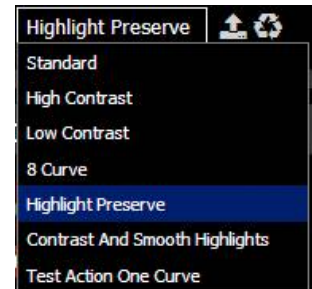 Highlight Preserve
Standard
High Contrast
Low Contrast
8 Curve
Highlight Preserve
Contrast And Smooth Highlights
Test Action One Curve